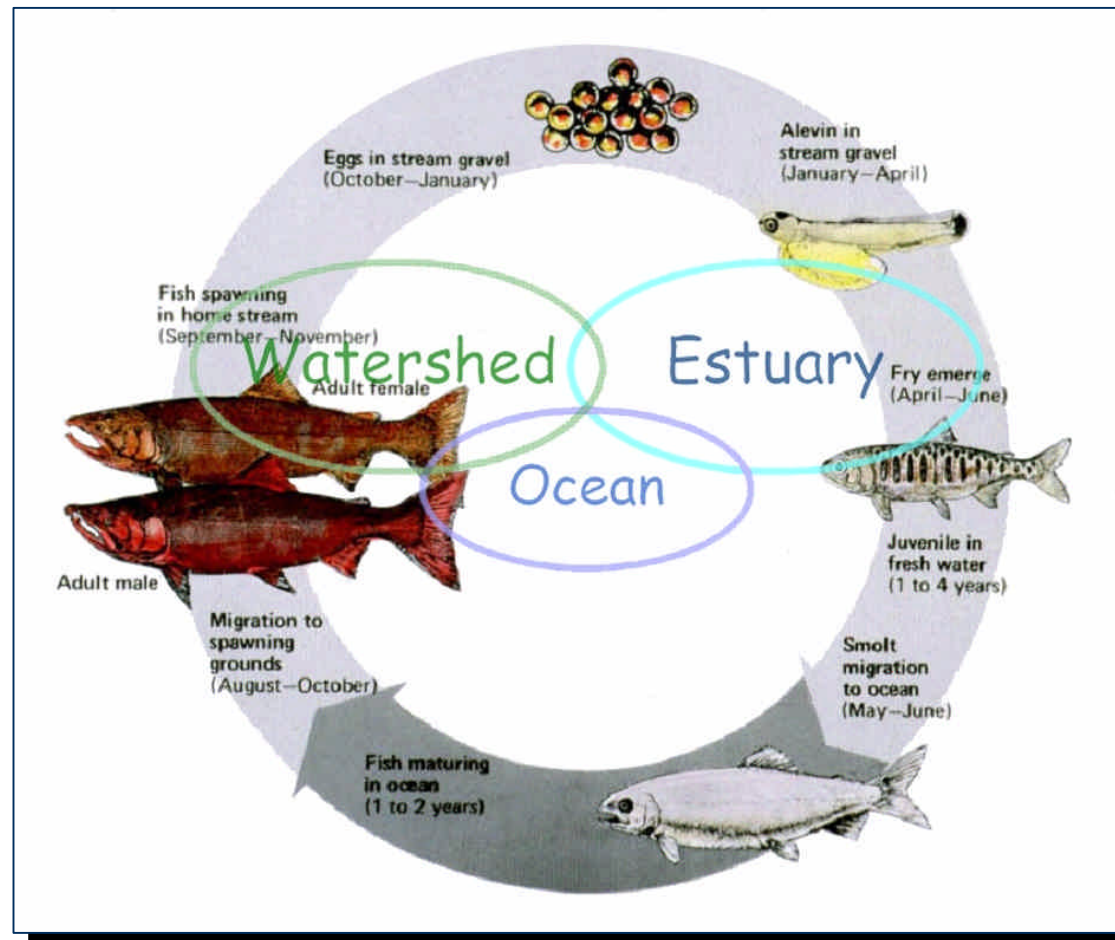 Eggs in stream gravel
(October—January)
Alevin in
stream gravel
(January—April)
Fish spawning
in home stream
(September—November)
Watershed
Estuary
Adult female
Fry emerge
(April—June)
Ocean
Juvenile in
fresh water
(1 to 4 years)
Adult male
Migration to
spawning
grounds
(August—October)
Smolt
migration
to ocean
(May—June)
Fish maturing
in ocean
(1 to 2 years)